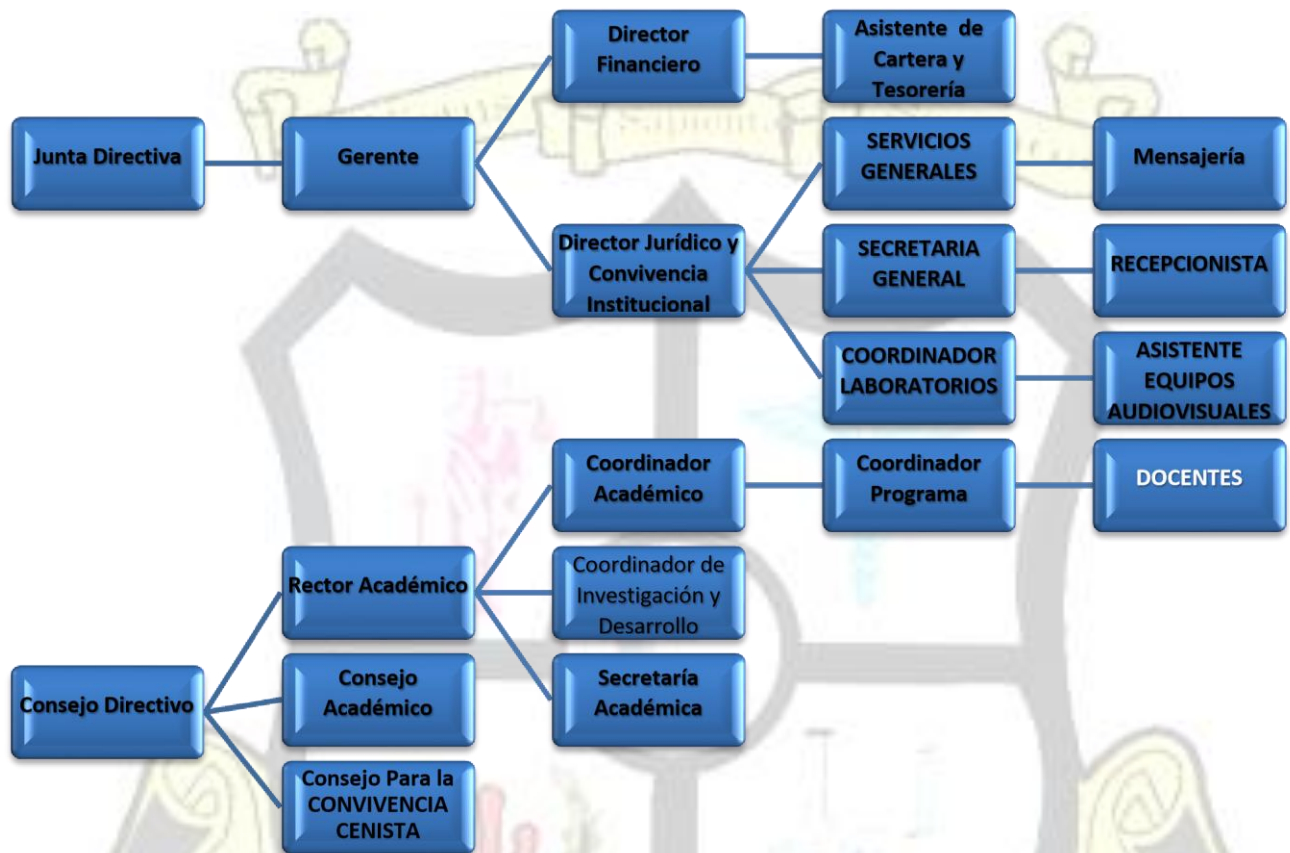 Junta Directiva
Gerente
Director
Financiero
Asistente de
Cartera y
Tesorería
Director Jurídico y
Convivencia
Institucional
SERVICIOS
GENERALES
Mensajería
SECRETARIA
GENERAL
RECEPCIONISTA
COORDINADOR
LABORATORIOS
ASISTENTE
EQUIPOS
AUDIOVISUALES
Consejo Directivo
Rector Académico
Coordinador
Académico
Coordinador
Programa
DOCENTES
Coordinador de
Investigación y
Desarrollo
Secretaría
Académica
Consejo
Académico
Consejo Para la
CONVIVENCIA
CENISTA